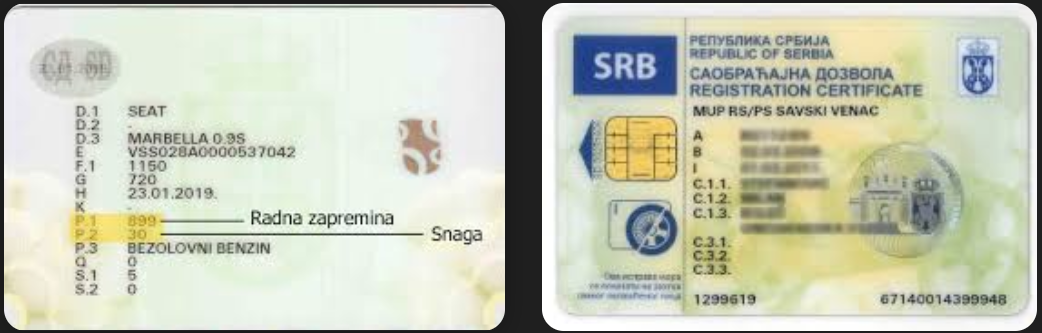 D.1 SEAT
D.2 -
D.3 MARBELLA 0.9S
E VSS028A0000537042
F.1 1150
G 720
H 23.01.2019.
K -
P.1 899 Radna zapremina
P.2 30 Snaga
P.3 BEZOLOVNI BENZIN
Q 0
S.1 5
S.2 0
SRB
РЕПУБЛИКА СРБИЈА
REPUBLIC OF SERBIA
САОБРАЋАЈНА ДОЗВОЛА
REGISTRATION CERTIFICATE
MUP RS/PS SAVSKI VENAC
A
B
I
C.1.1.
C.1.2.
C.1.3.
C.3.1.
C.3.2.
C.3.3.
1299619 67140014399948